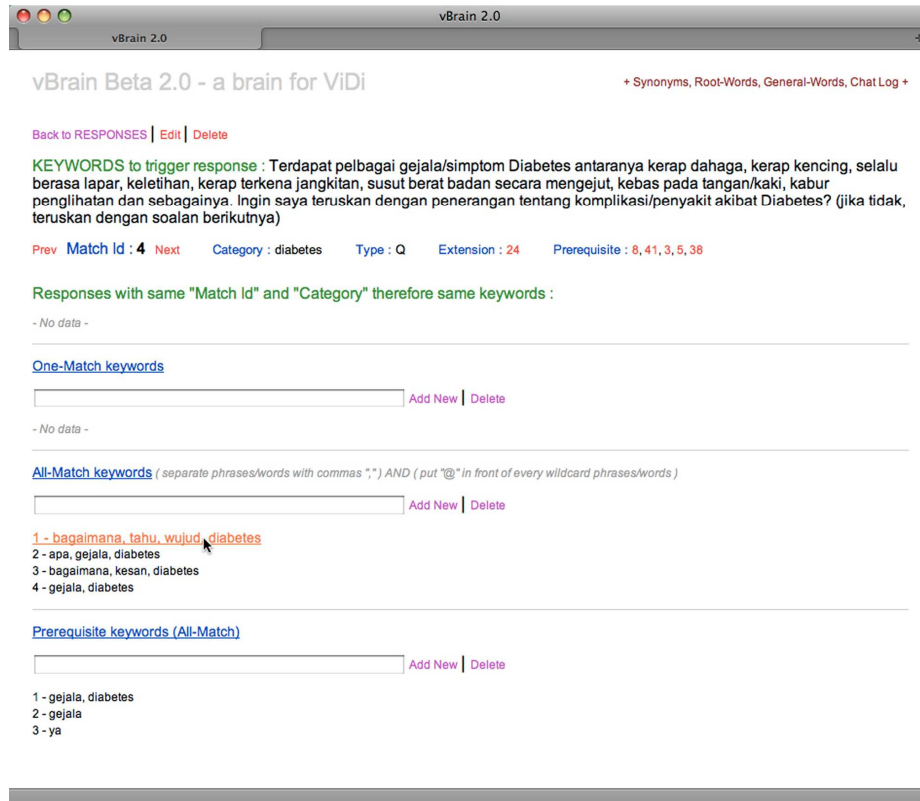 vBrain 2.0
vBrain 2.0
vBrain Beta 2.0 - a brain for ViDi
+ Synonyms, Root-Words, General-Words, Chat Log +
Back to RESPONSES | Edit | Delete
KEYWORDS to trigger response : Terdapat pelbagai gejala/simptom Diabetes antaranya kerap dahaga, kerap kencing, selalu
berasa lapar, keletihan, kerap terkena jangkitan, susut berat badan secara mengejut, kebas pada tangan/kaki, kabur
penglihatan dan sebagainya. Ingin saya teruskan dengan penerangan tentang komplikasi/penyakit akibat Diabetes? (jika tidak,
teruskan dengan soalan berikutnya)
Prev Match Id : 4 Next Category : diabetes Type : Q Extension : 24 Prerequisite : 8, 41, 3, 5, 38
Responses with same "Match Id" and "Category" therefore same keywords :
- No data -
One-Match keywords
Add New | Delete
- No data -
All-Match keywords ( separate phrases/words with commas "," ) AND ( put "@" in front of every wildcard phrases/words )
Add New | Delete
1 - bagaimana, tahu, wujud, diabetes
2 - apa, gejala, diabetes
3 - bagaimana, kesan, diabetes
4 - gejala, diabetes
Prerequisite keywords (All-Match)
Add New | Delete
1 - gejala, diabetes
2 - gejala
3 - ya